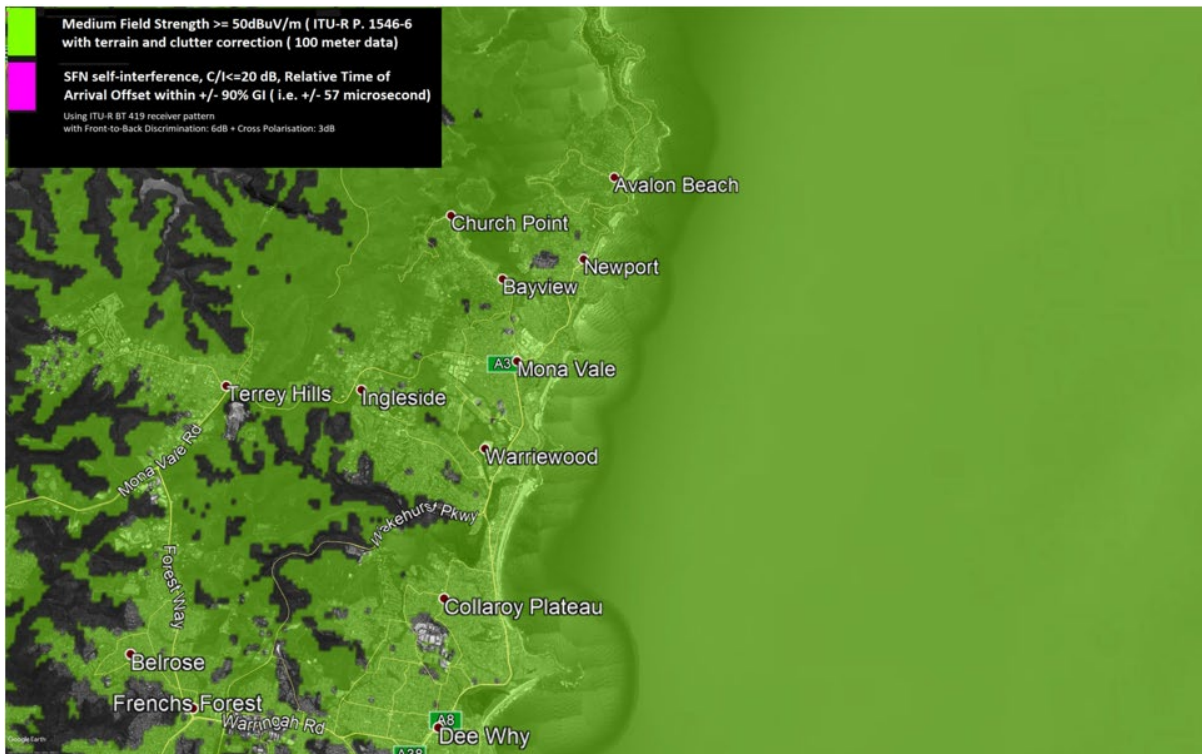 Medium Field Strength >= 50dBuV/m ( ITU-R P. 1546-6
with terrain and clutter correction ( 100 meter data)
SFN self-interference, C/I<=20 dB, Relative Time of
Arrival Offset within +/- 90% GI ( i.e. +/- 57 microsecond)
Using ITU-R BT 419 receiver pattern
with Front-to-Back Discrimination: 6dB + Cross Polarisation: 3dB
Avalon Beach
Church Point
Newport
Bayview
A3
Mona Vale
Terrey Hills
Ingleside
Mona Vale Rd
Warriewood
Wakehurst Pkwy
Forest Way
Collaroy Plateau
Belrose
Frenchs Forest
Warringah Rd
A8
Dee Why
A38
Google Earth